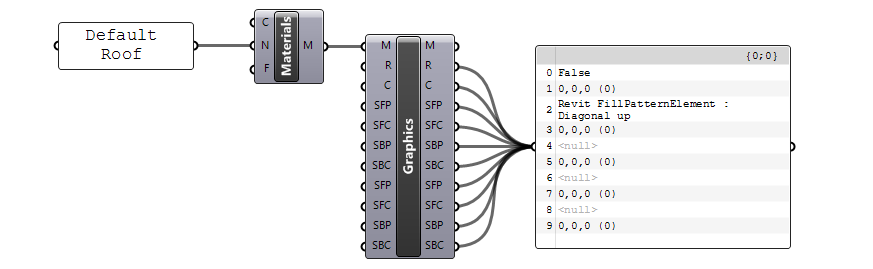 Default
Roof
C
N
F
Materials
M
M
R
C
SFP
SFC
SBP
SBC
SFP
SFC
SBP
SBC
Graphics
M
R
C
SFP
SFC
SBP
SBC
SFP
SFC
SBP
SBC
{0;0}
0 False
1 0,0,0 (0)
2 Revit FillPatternElement :
Diagonal up
3 0,0,0 (0)
4 <null>
5 0,0,0 (0)
6 <null>
7 0,0,0 (0)
8 <null>
9 0,0,0 (0)